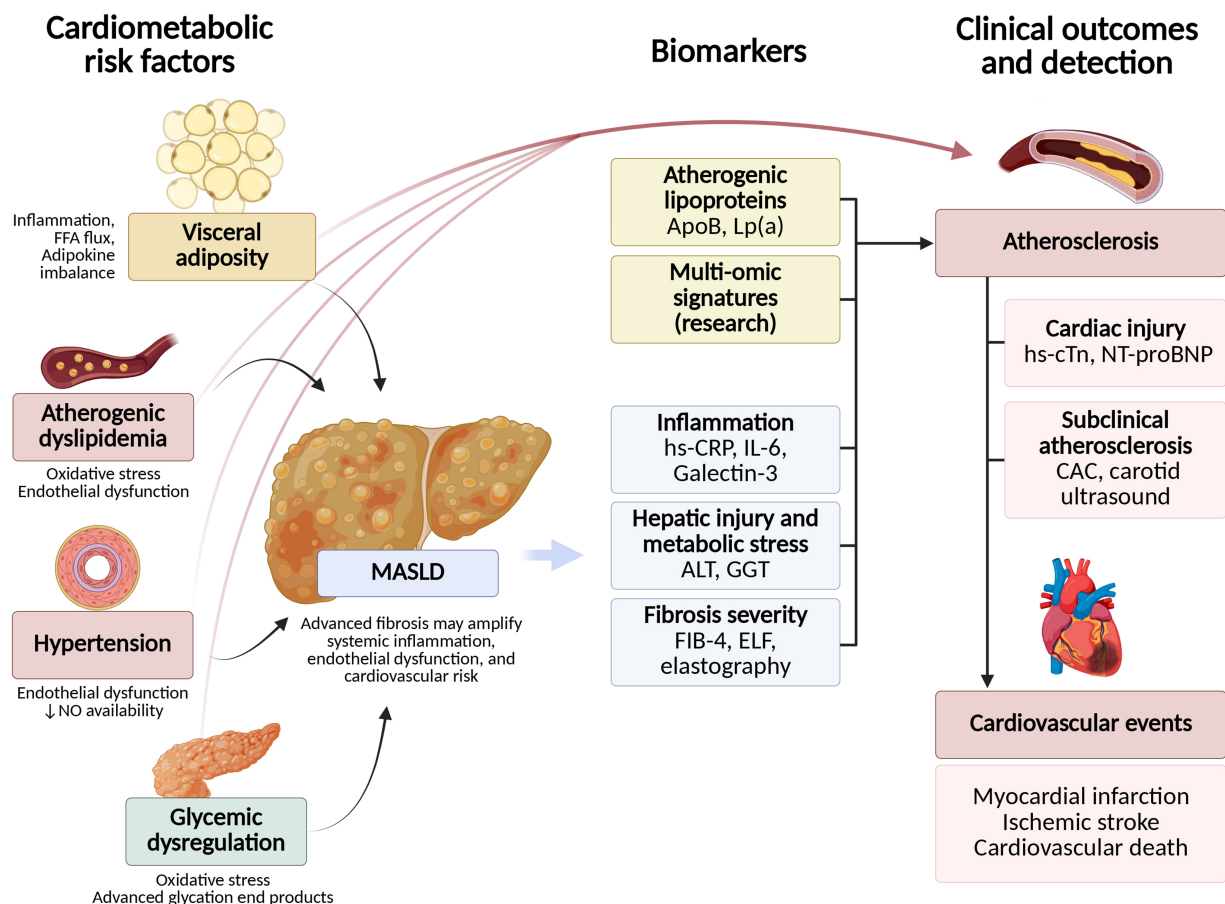 Cardiometabolic
risk factors
Visceral
adiposity
Inflammation,
FFA flux,
Adipokine
imbalance
Atherogenic
dyslipidemia
Oxidative stress
Endothelial dysfunction
Hypertension
Endothelial dysfunction
↓ NO availability
Glycemic
dysregulation
Oxidative stress
Advanced glycation end products
MASLD
Advanced fibrosis may amplify
systemic inflammation,
endothelial dysfunction, and
cardiovascular risk
Biomarkers
Atherogenic
lipoproteins
ApoB, Lp(a)
Multi-omic
signatures
(research)
Inflammation
hs-CRP, IL-6,
Galectin-3
Hepatic injury and
metabolic stress
ALT, GGT
Fibrosis severity
FIB-4, ELF,
elastography
Clinical outcomes
and detection
Atherosclerosis
Cardiac injury
hs-cTn, NT-proBNP
Subclinical
atherosclerosis
CAC, carotid
ultrasound
Cardiovascular events
Myocardial infarction
Ischemic stroke
Cardiovascular death